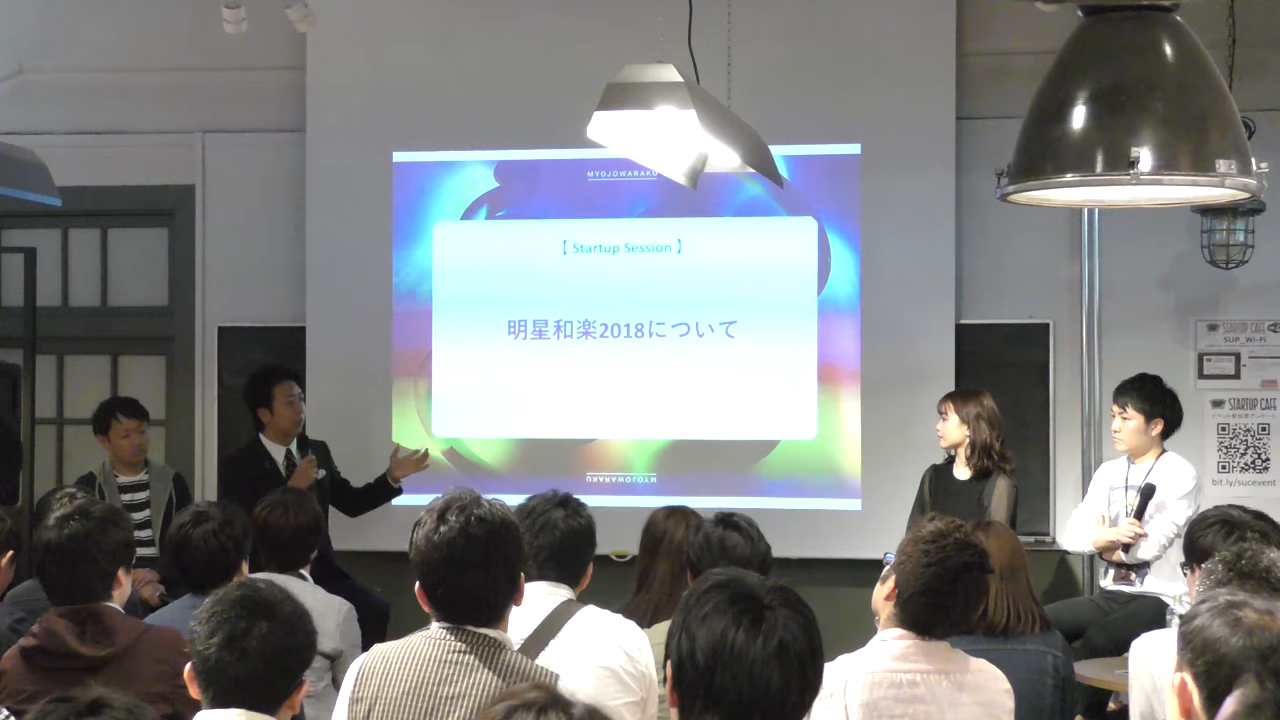 MYOJOWARAKU
【 Startup Session 】
明星和楽2018について
MYOJOWARAKU
STARTUP CAFE
SUP_Wi-Fi
STARTUP CAFE
bit.ly/sucevent